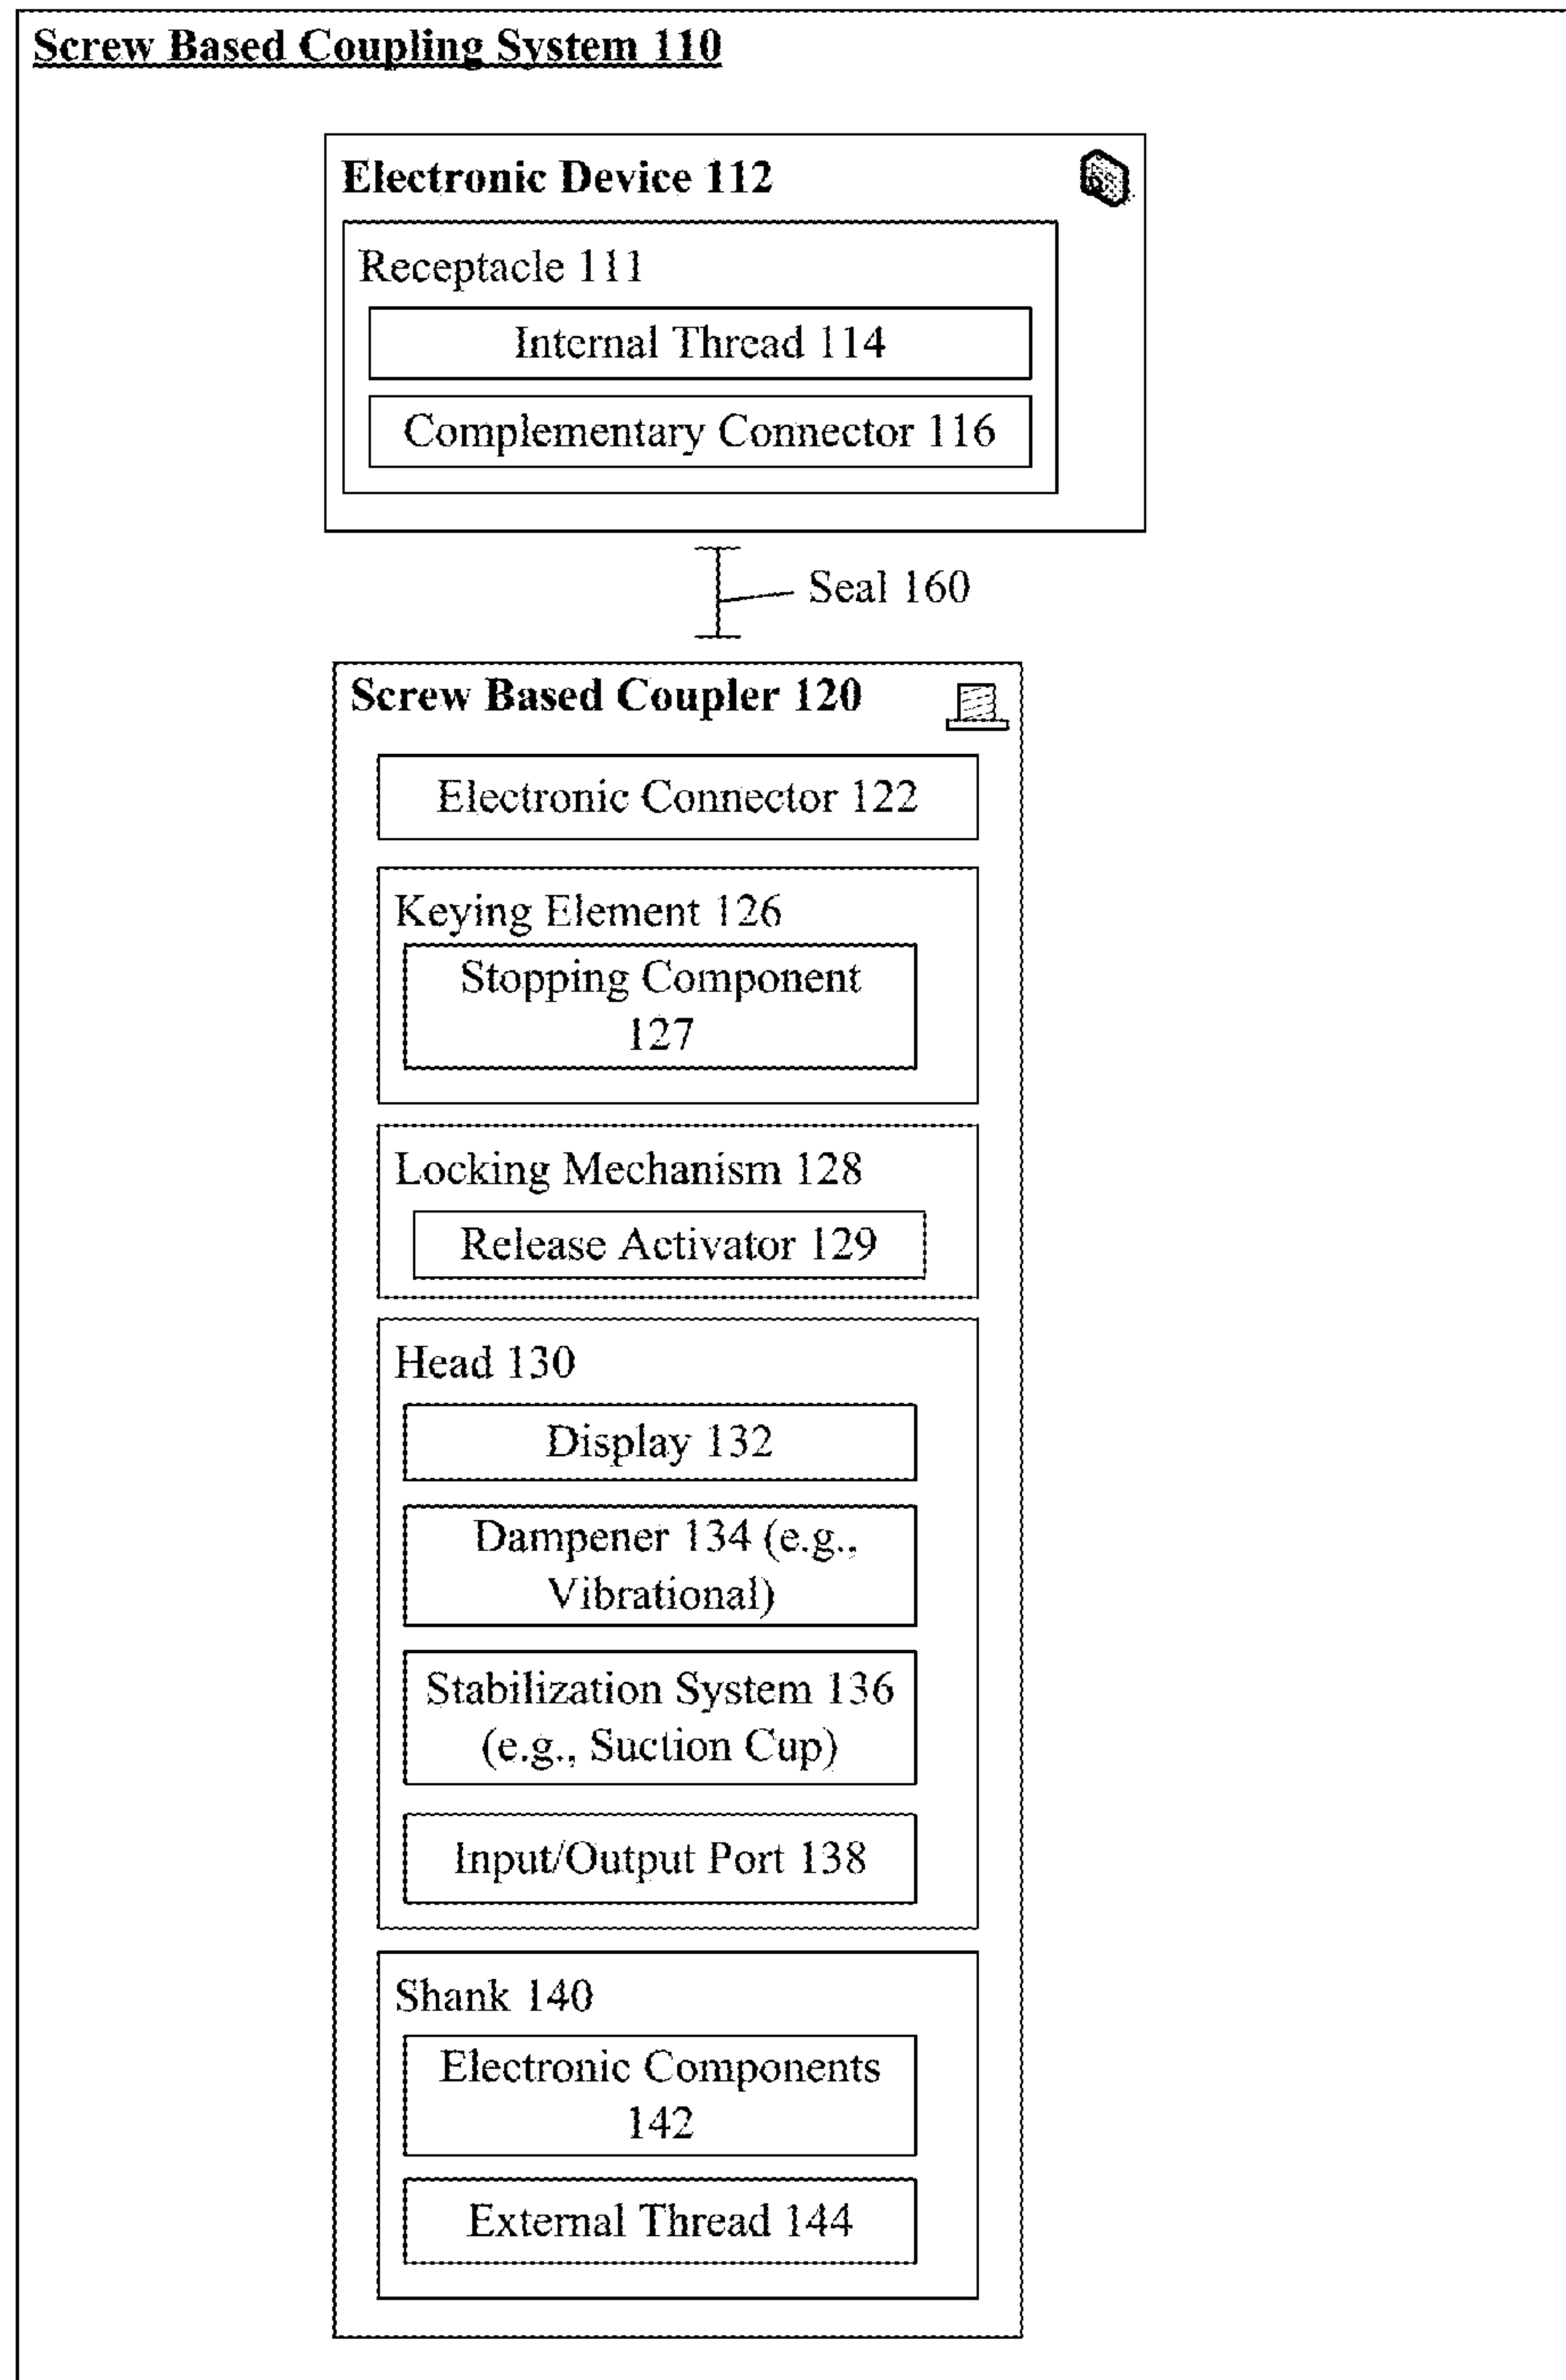 Screw Based Coupling System 110
Electronic Device 112
Receptacle 111
Internal Thread 114
Complementary Connector 116
Seal 160
Screw Based Coupler 120
Electronic Connector 122
Keying Element 126
Stopping Component
127
Locking Mechanism 128
Release Activator 129
Head 130
Display 132
Dampener 134 (e.g.,
Vibrational)
Stabilization System 136
(e.g., Suction Cup)
Input/Output Port 138
Shank 140
Electronic Components
142
External Thread 144